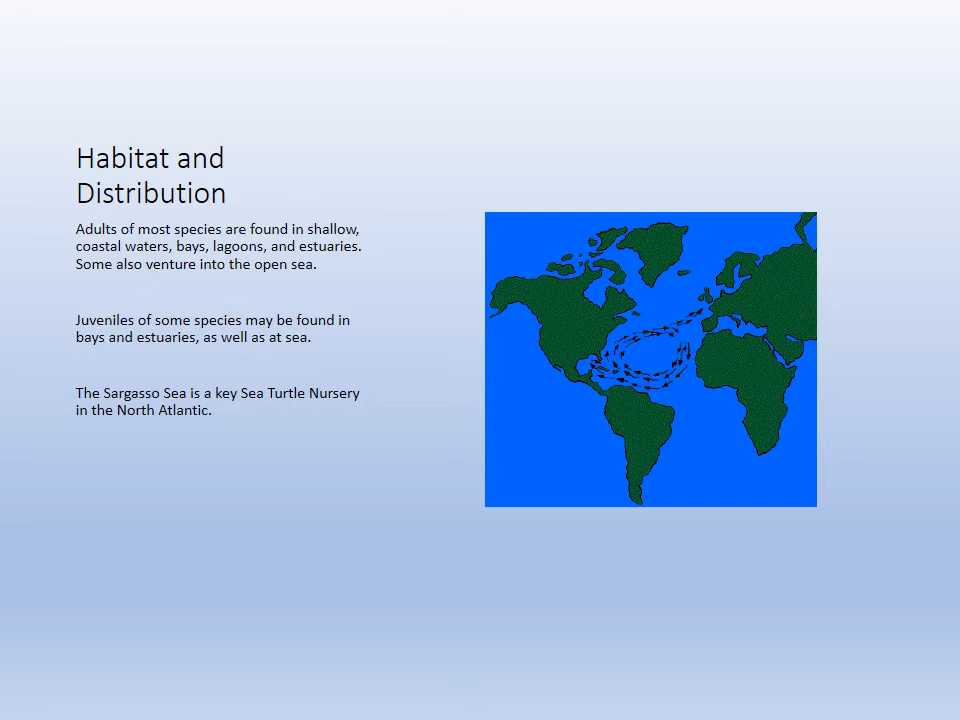 Habitat and
Distribution
Adults of most species are found in shallow,
coastal waters, bays, lagoons, and estuaries.
Some also venture into the open sea.
Juveniles of some species may be found in
bays and estuaries, as well as at sea.
The Sargasso Sea is a key Sea Turtle Nursery
in the North Atlantic.